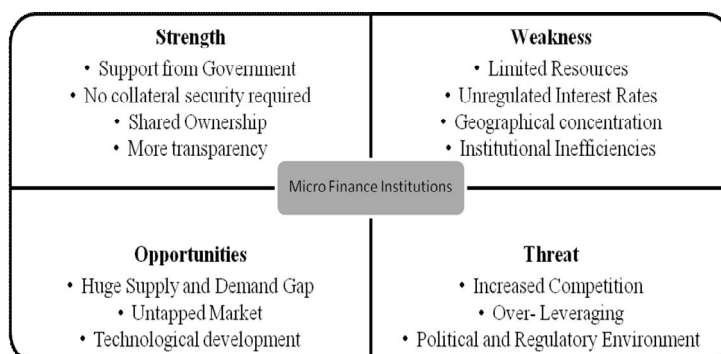 Strength
• Support from Government
• No collateral security required
• Shared Ownership
• More transparency
Weakness
• Limited Resources
• Unregulated Interest Rates
• Geographical concentration
• Institutional Inefficiencies
Micro Finance Institutions
Opportunities
• Huge Supply and Demand Gap
• Untapped Market
• Technological development
Threat
• Increased Competition
• Over- Leveraging
• Political and Regulatory Environment